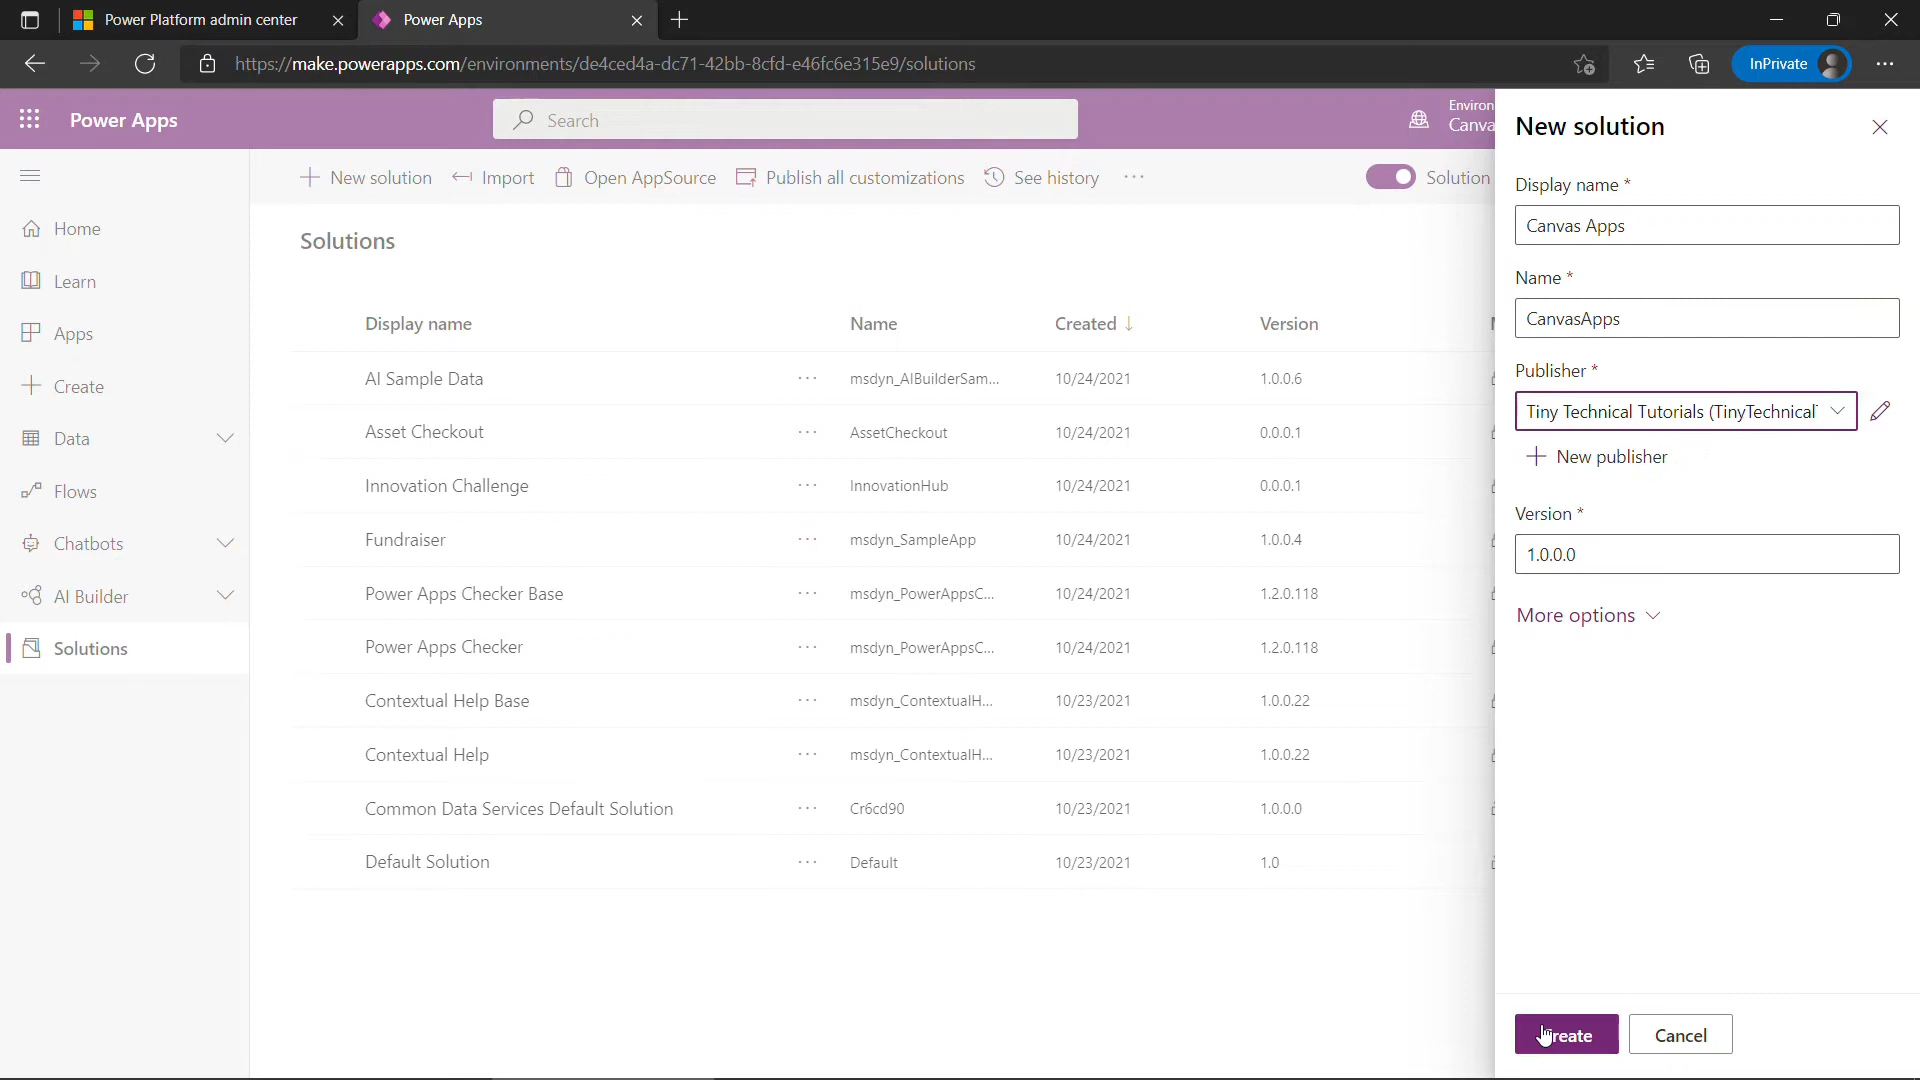 Power Platform admin center
Power Apps
https://make.powerapps.com/environments/de4ced4a-dc71-42bb-8cfd-e46fc6e315e9/solutions
InPrivate
Power Apps
Search
Environ
Canva
New solution
Import
Open AppSource
Publish all customizations
See history
Solution
Home
Learn
Apps
Create
Data
Flows
Chatbots
AI Builder
Solutions
Solutions
Display name Name Created ↓ Version
AI Sample Data ··· msdyn_AIBuilderSam... 10/24/2021 1.0.0.6
Asset Checkout ··· AssetCheckout 10/24/2021 0.0.0.1
Innovation Challenge ··· InnovationHub 10/24/2021 0.0.0.1
Fundraiser ··· msdyn_SampleApp 10/24/2021 1.0.0.4
Power Apps Checker Base ··· msdyn_PowerAppsC... 10/24/2021 1.2.0.118
Power Apps Checker ··· msdyn_PowerAppsC... 10/24/2021 1.2.0.118
Contextual Help Base ··· msdyn_ContextualH... 10/23/2021 1.0.0.22
Contextual Help ··· msdyn_ContextualH... 10/23/2021 1.0.0.22
Common Data Services Default Solution ··· Cr6cd90 10/23/2021 1.0.0.0
Default Solution ··· Default 10/23/2021 1.0
New solution
Display name *
Canvas Apps
Name *
CanvasApps
Publisher *
Tiny Technical Tutorials (TinyTechnical
New publisher
Version *
1.0.0.0
More options
Cancel